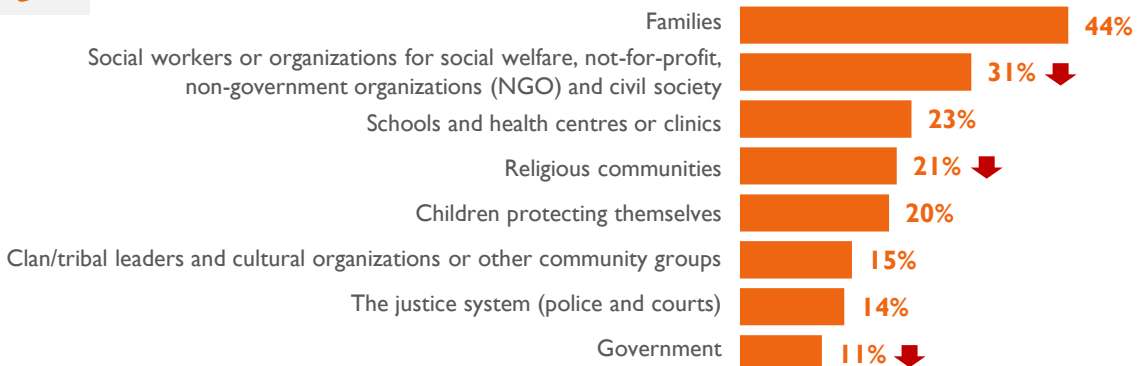 Families 44%
Social workers or organizations for social welfare, not-for-profit,
non-government organizations (NGO) and civil society 31%
Schools and health centres or clinics 23%
Religious communities 21%
Children protecting themselves 20%
Clan/tribal leaders and cultural organizations or other community groups 15%
The justice system (police and courts) 14%
Government 11%